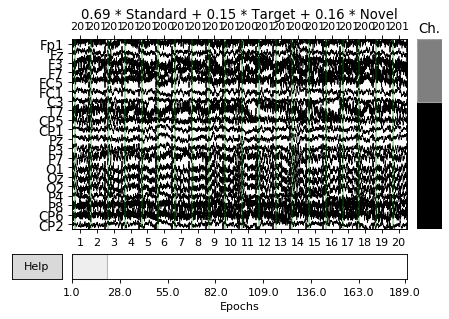 0.69 * Standard + 0.15 * Target + 0.16 * Novel
Ch.
Fp1
Fz
F3
F7
FC5
FC1
C3
T7
CP5
CP1
Pz
P3
P7
O1
Oz
O2
P4
P8
CP6
CP2
1 2 3 4 5 6 7 8 9 10 11 12 13 14 15 16 17 18 19 20
Help
1.0 28.0 55.0 82.0 109.0 136.0 163.0 189.0
Epochs